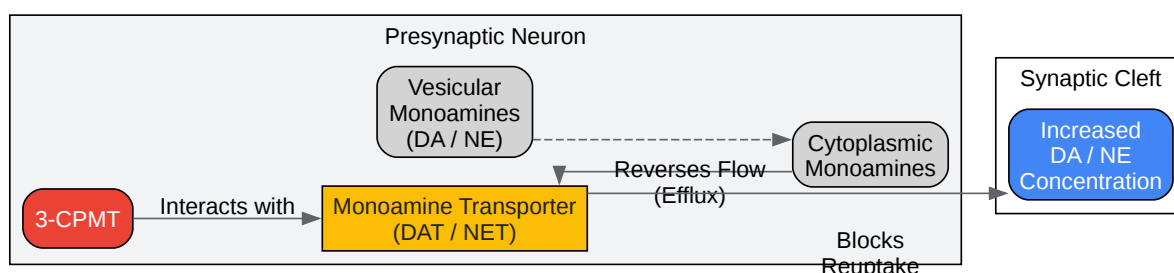 Presynaptic Neuron
Vesicular
Monoamines
(DA / NE)
Synaptic Cleft
Increased
DA / NE
Concentration
Cytoplasmic
Monoamines
Reverses Flow
(Efflux)
3-CPMT
Interacts with
Monoamine Transporter
(DAT / NET)
Blocks
Reuptake